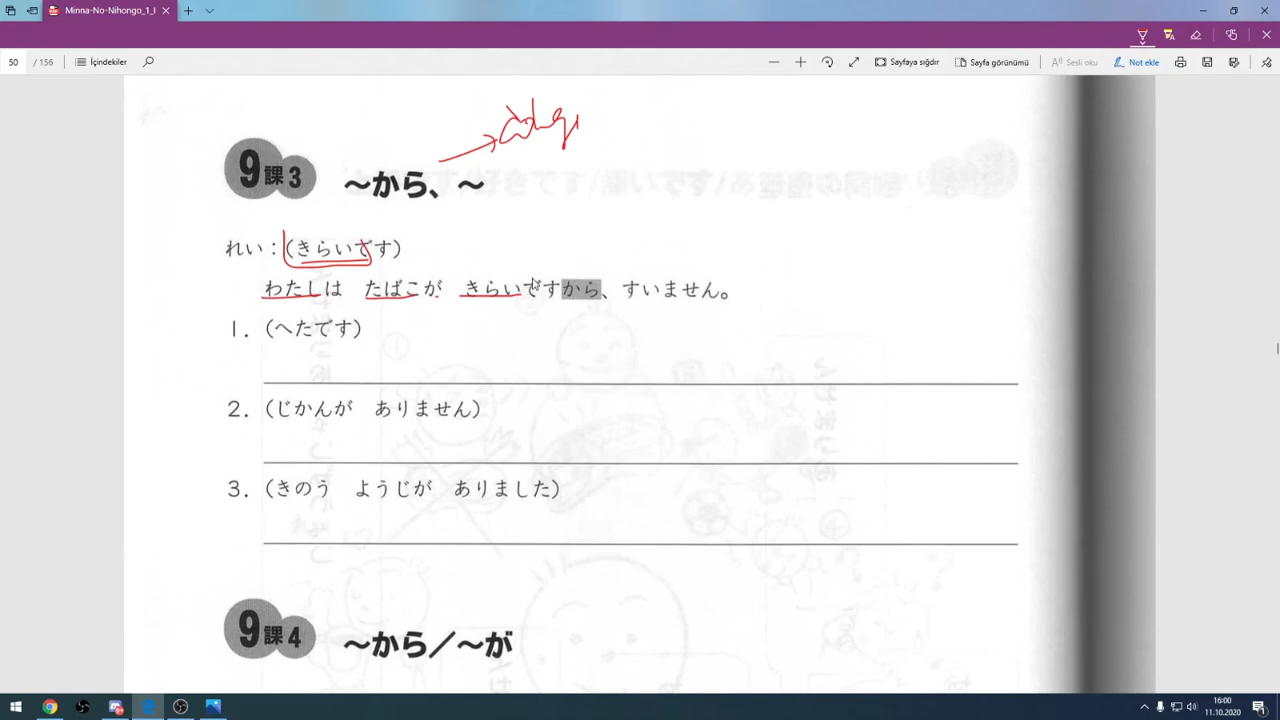 Minna-No-Nihongo_1_I
50 / 156 İçindekiler Sayfaya sığdır Sayfa görünümü Sesli oku Not ekle
9課3 ～から、～
れい：(きらいです)
わたしは たばこが きらいですから、すいません。
1. (へたです)
2. (じかんが ありません)
3. (きのう ようじが ありました)
9課4 ～から／～が
16:00
11.10.2020
1